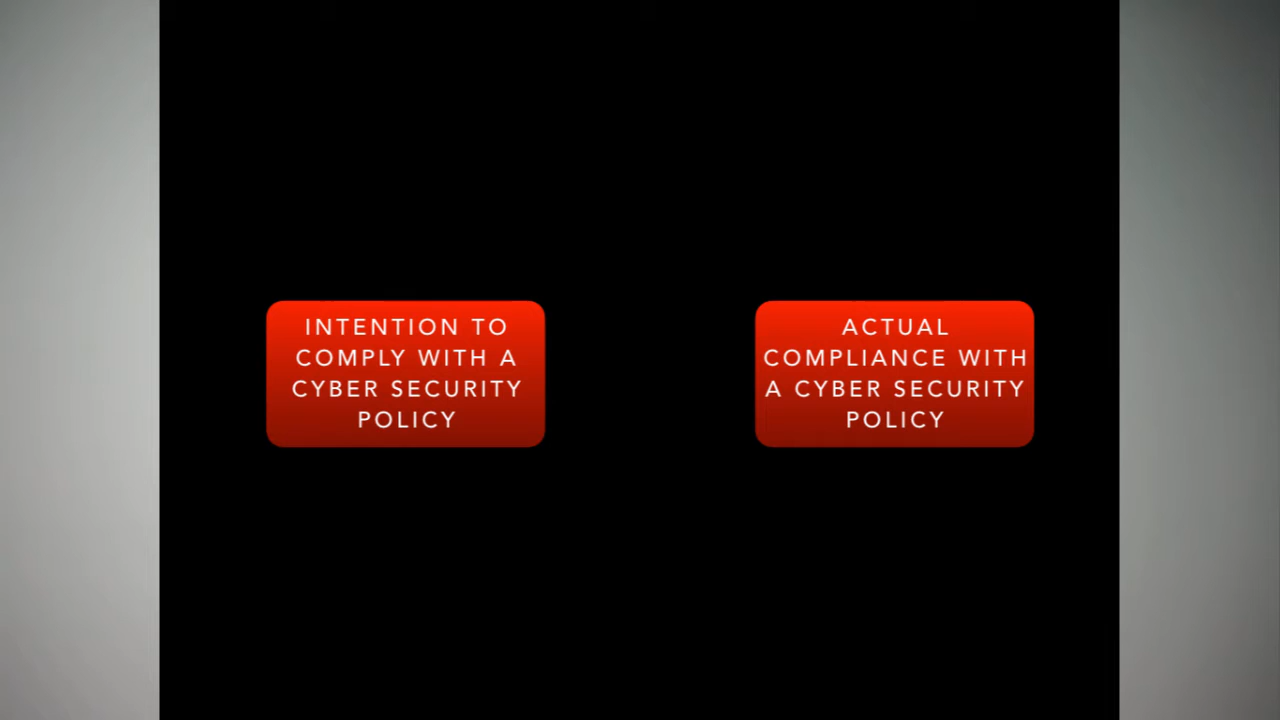 INTENTION TO
COMPLY WITH A
CYBER SECURITY
POLICY
ACTUAL
COMPLIANCE WITH
A CYBER SECURITY
POLICY